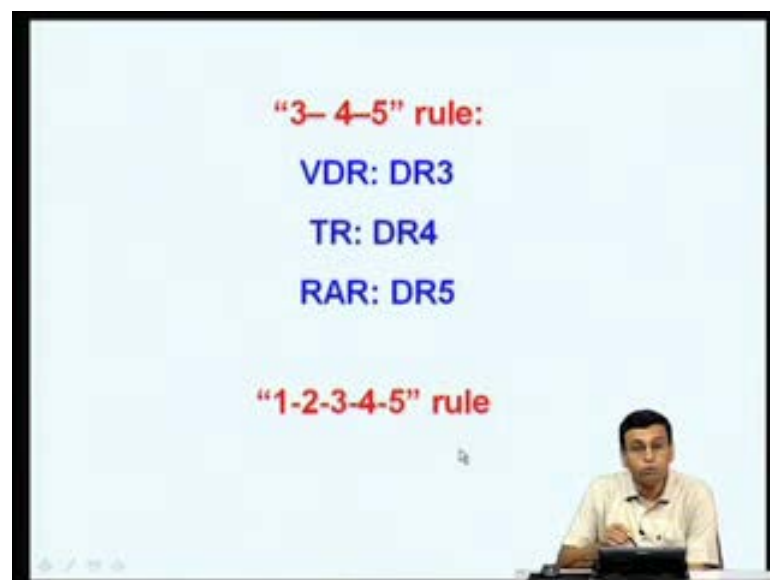 “3– 4–5” rule:
VDR: DR3
TR: DR4
RAR: DR5
“1-2-3-4-5” rule